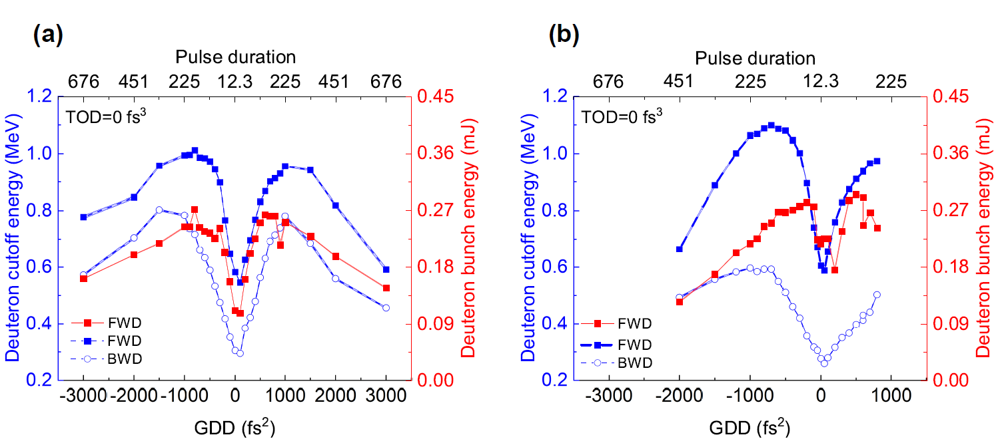 (a)
Pulse duration
676 451 225 12.3 225 451 676
TOD=0 fs³
Deuteron cutoff energy (MeV)
1.2
1.0
0.8
0.6
0.4
0.2
FWD
FWD
BWD
0.45
0.36
0.27
0.18
0.09
0.00
Deuteron bunch energy (mJ)
-3000 -2000 -1000 0 1000 2000 3000
GDD (fs²)
(b)
Pulse duration
676 451 225 12.3 225
TOD=0 fs³
Deuteron cutoff energy (MeV)
1.2
1.0
0.8
0.6
0.4
0.2
FWD
FWD
BWD
0.45
0.36
0.27
0.18
0.09
0.00
Deuteron bunch energy (mJ)
-3000 -2000 -1000 0 1000
GDD (fs²)